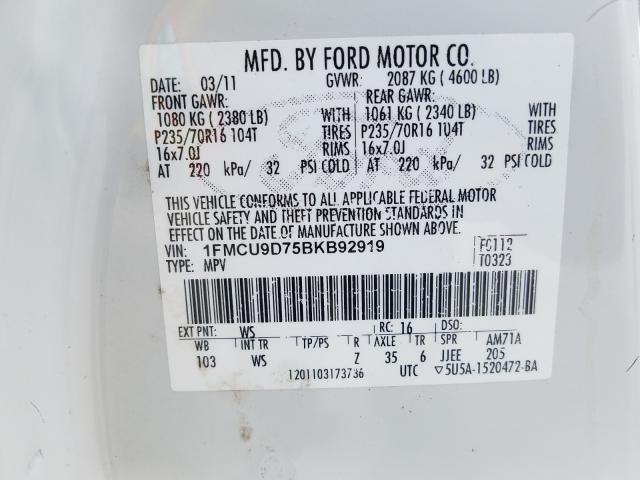 MFD. BY FORD MOTOR CO.
DATE: 03/11 GVWR: 2087 KG ( 4600 LB)
FRONT GAWR: REAR GAWR:
1080 KG ( 2380 LB) WITH 1061 KG ( 2340 LB) WITH
P235/70R16 104T TIRES P235/70R16 104T TIRES
16x7.0J RIMS 16x7.0J RIMS
AT 220 kPa/ 32 PSI COLD AT 220 kPa/ 32 PSI COLD
THIS VEHICLE CONFORMS TO ALL APPLICABLE FEDERAL MOTOR
VEHICLE SAFETY AND THEFT PREVENTION STANDARDS IN
EFFECT ON THE DATE OF MANUFACTURE SHOWN ABOVE.
VIN: 1FMCU9D75BKB92919 FC112
TYPE: MPV T0323
EXT PNT: WS RC: 16 DSO:
WB INT TR TP/PS R AXLE TR SPR AM71A
103 WS Z 35 6 JJEE 205
1201103173736 UTC ▽5U5A-1520472-BA